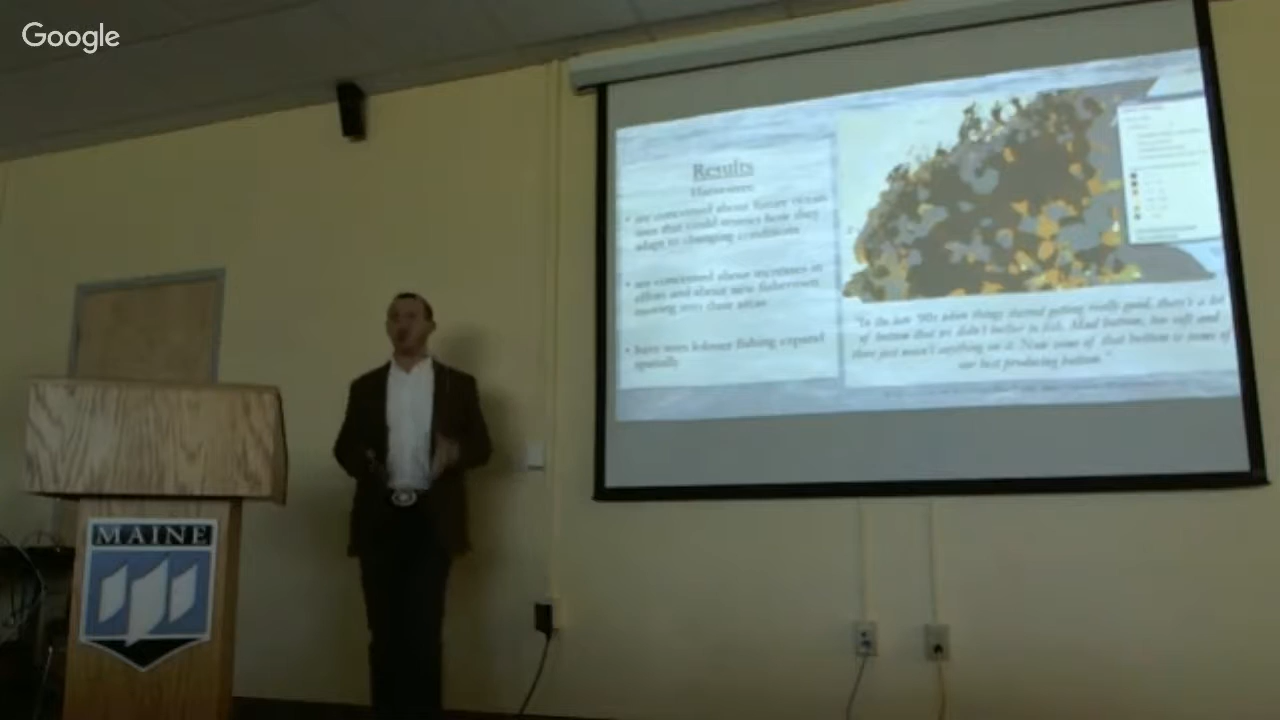 Google
Results
Harvesters
• are concerned about future ocean
uses that could restrict how they
adapt to changing conditions
• are concerned about increases in
effort and about new fishermen
moving into their areas
• have seen lobster fishing expand
spatially
"In the late '90s when things started getting really good, there's a lot
of bottom that we didn't bother to fish. Mud bottom, too soft and
there just wasn't anything on it. Now some of that bottom is some of
our best producing bottom."
MAINE